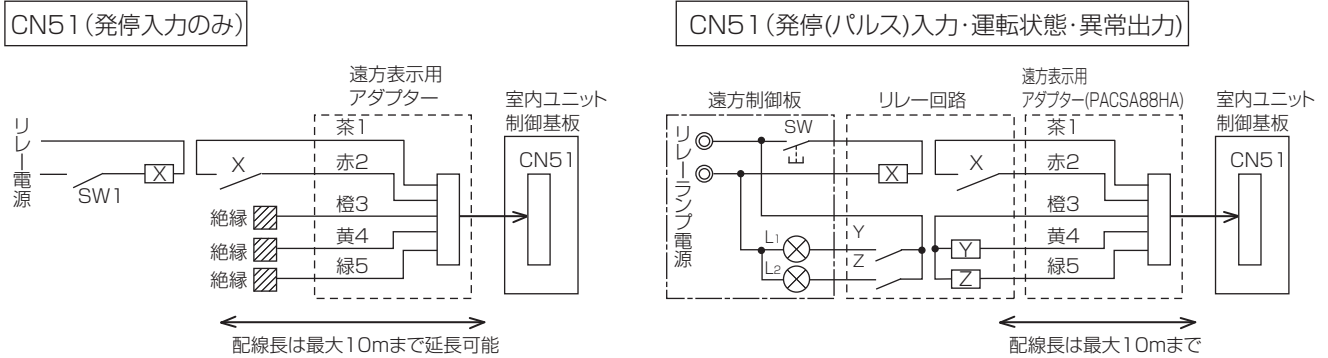 CN51(発停入力のみ)
遠方表示用
アダプター
室内ユニット
制御基板
リレー電源
SW1
X
X
茶1
赤2
橙3
黄4
緑5
絶縁
絶縁
絶縁
CN51
配線長は最大10mまで延長可能
CN51(発停(パルス)入力・運転状態・異常出力)
遠方制御板
リレー回路
遠方表示用
アダプター(PACSA88HA)
室内ユニット
制御基板
リレーランプ電源
SW
X
X
L1
L2
Y
Z
Y
Z
茶1
赤2
橙3
黄4
緑5
CN51
配線長は最大10mまで